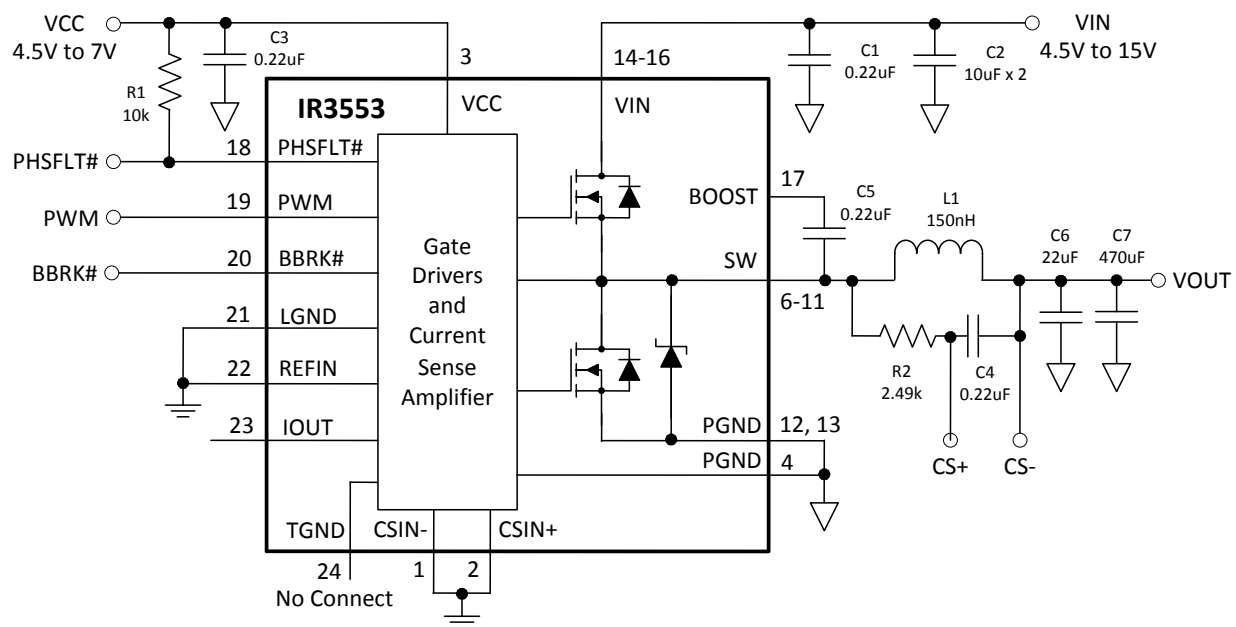 VCC
4.5V to 7V
C3
0.22uF
3
14-16
C1
0.22uF
C2
10uF x 2
VIN
4.5V to 15V
R1
10k
IR3553
VCC
VIN
PHSFLT#
18
PHSFLT#
PWM
19
PWM
BBRK#
20
BBRK#
21
LGND
22
REFIN
23
IOUT
Gate
Drivers
and
Current
Sense
Amplifier
BOOST
17
C5
0.22uF
L1
150nH
C6
22uF
C7
470uF
SW
6-11
VOUT
R2
2.49k
C4
0.22uF
CS+
CS-
PGND
12, 13
PGND
4
TGND
CSIN-
CSIN+
24
1
2
No Connect